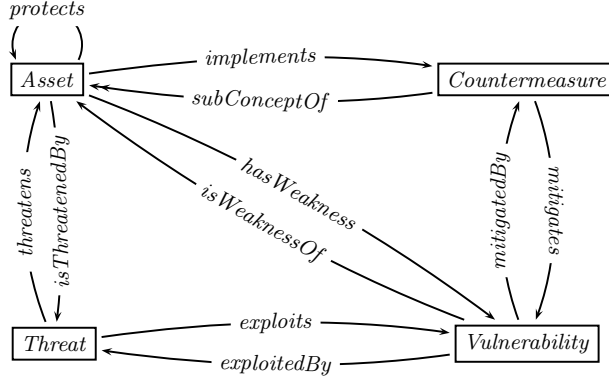 protects
Asset
implements
Countermeasure
subConceptOf
hasWeakness
isWeaknessOf
threatens
isThreatenedBy
mitigatedBy
mitigates
Threat
exploits
Vulnerability
exploitedBy